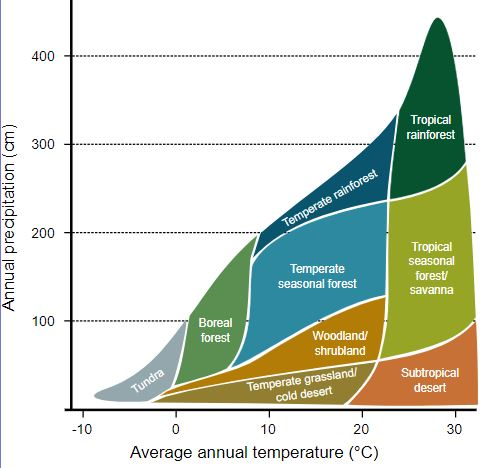 Annual precipitation (cm)
400
300
200
100
Tropical
rainforest
Temperate rainforest
Temperate
seasonal forest
Tropical
seasonal
forest/
savanna
Boreal
forest
Woodland/
shrubland
Tundra
Temperate grassland/
cold desert
Subtropical
desert
-10
0
10
20
30
Average annual temperature (°C)